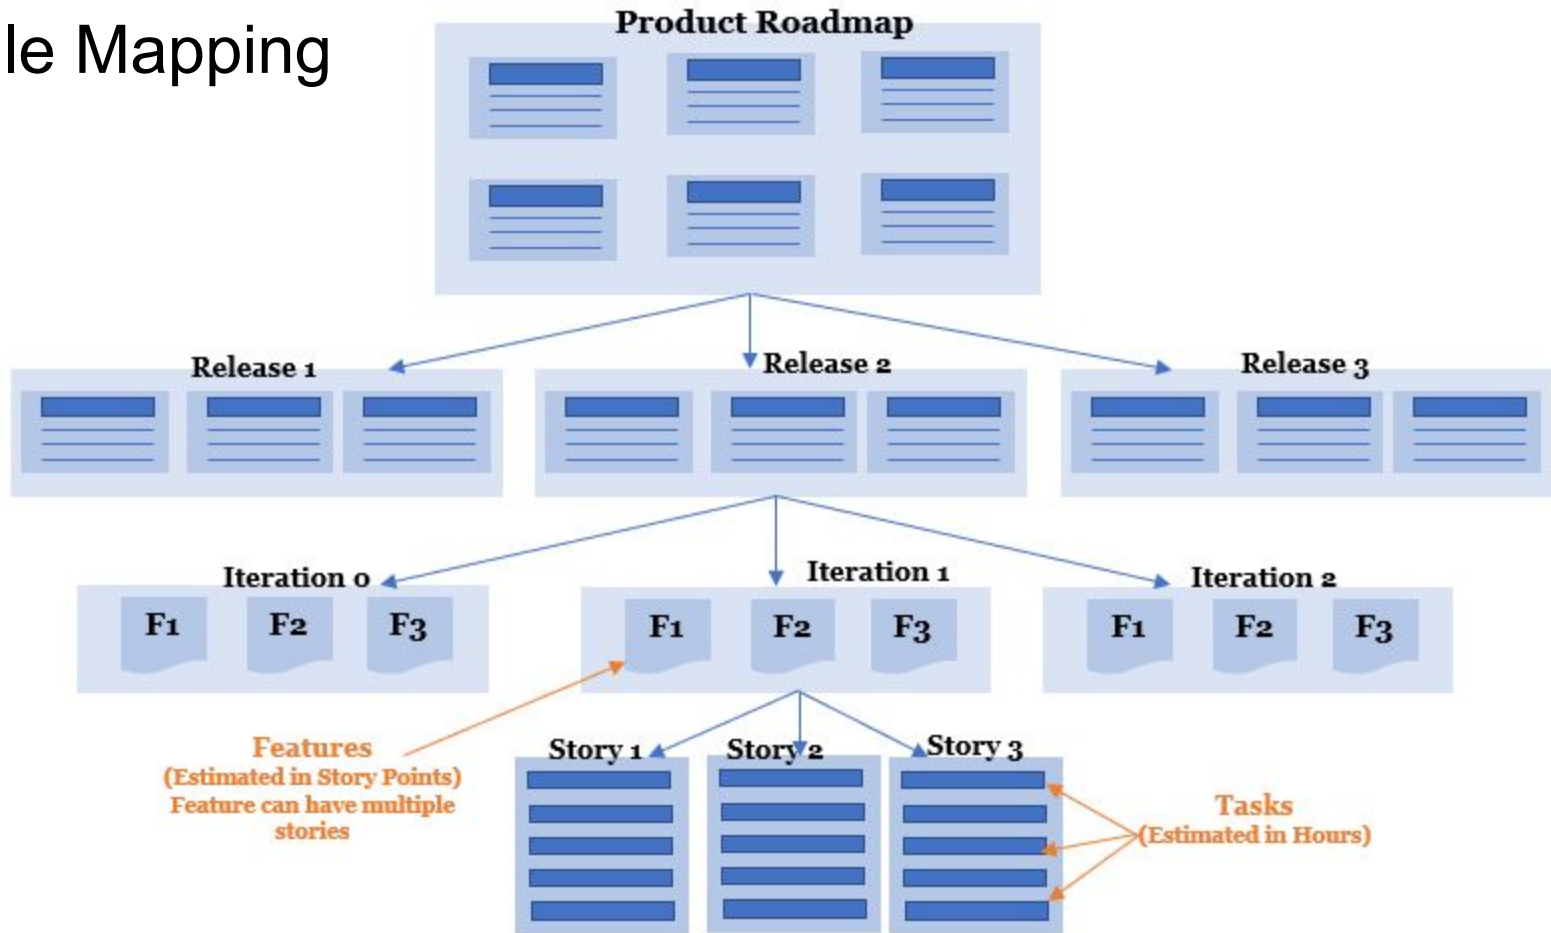 le Mapping
Product Roadmap
Release 1
Release 2
Release 3
Iteration 0
Iteration 1
Iteration 2
F1
F2
F3
F1
F2
F3
F1
F2
F3
Features
(Estimated in Story Points)
Feature can have multiple
stories
Story 1
Story 2
Story 3
Tasks
(Estimated in Hours)